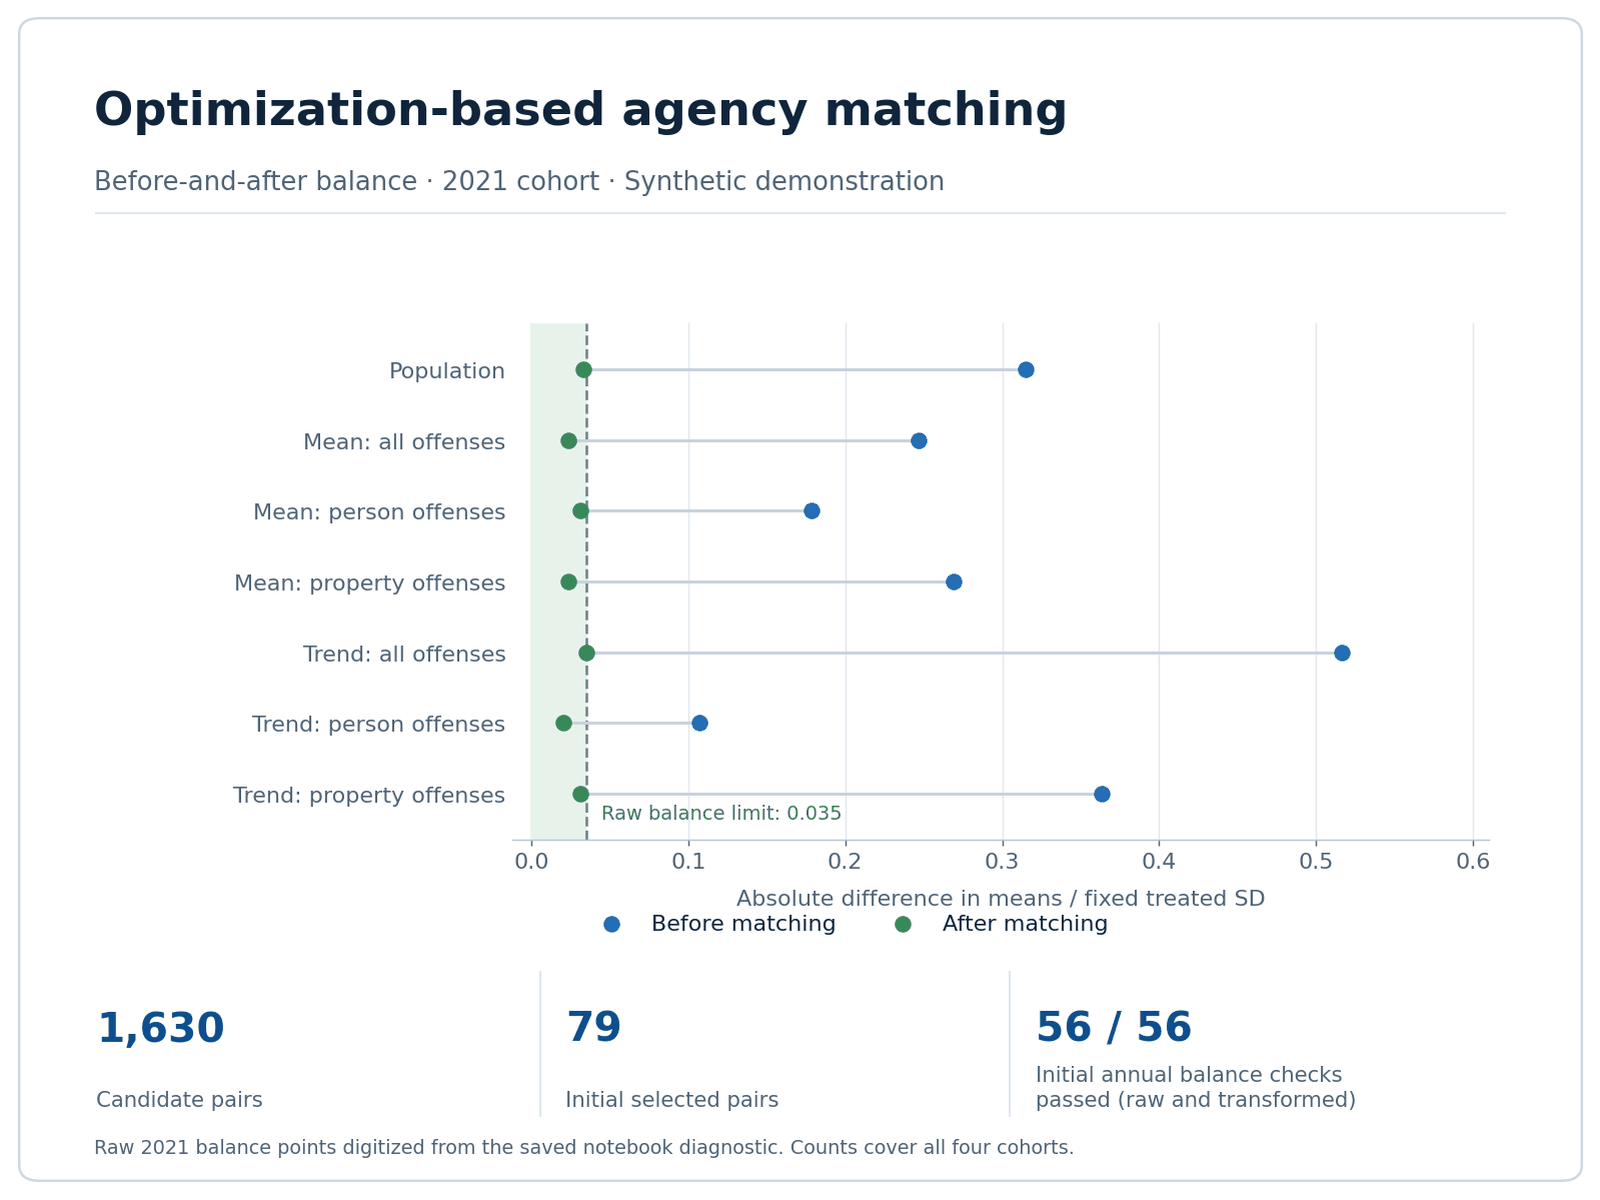 Optimization-based agency matching
Before-and-after balance · 2021 cohort · Synthetic demonstration
Population
Mean: all offenses
Mean: person offenses
Mean: property offenses
Trend: all offenses
Trend: person offenses
Trend: property offenses
Raw balance limit: 0.035
0.0 0.1 0.2 0.3 0.4 0.5 0.6
Absolute difference in means / fixed treated SD
Before matching After matching
1,630
Candidate pairs
79
Initial selected pairs
56 / 56
Initial annual balance checks
passed (raw and transformed)
Raw 2021 balance points digitized from the saved notebook diagnostic. Counts cover all four cohorts.